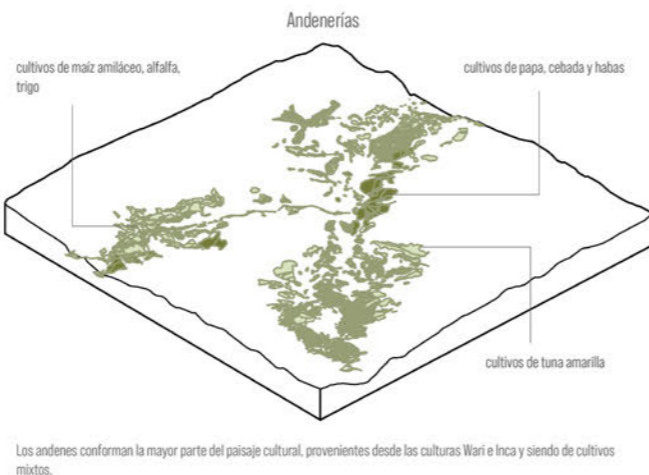 Andenerías
cultivos de maíz amiláceo, alfalfa,
trigo
cultivos de papa, cebada y habas
cultivos de tuna amarilla
Los andenes conforman la mayor parte del paisaje cultural, provenientes desde las culturas Wari e Inca y siendo de cultivos
mixtos.